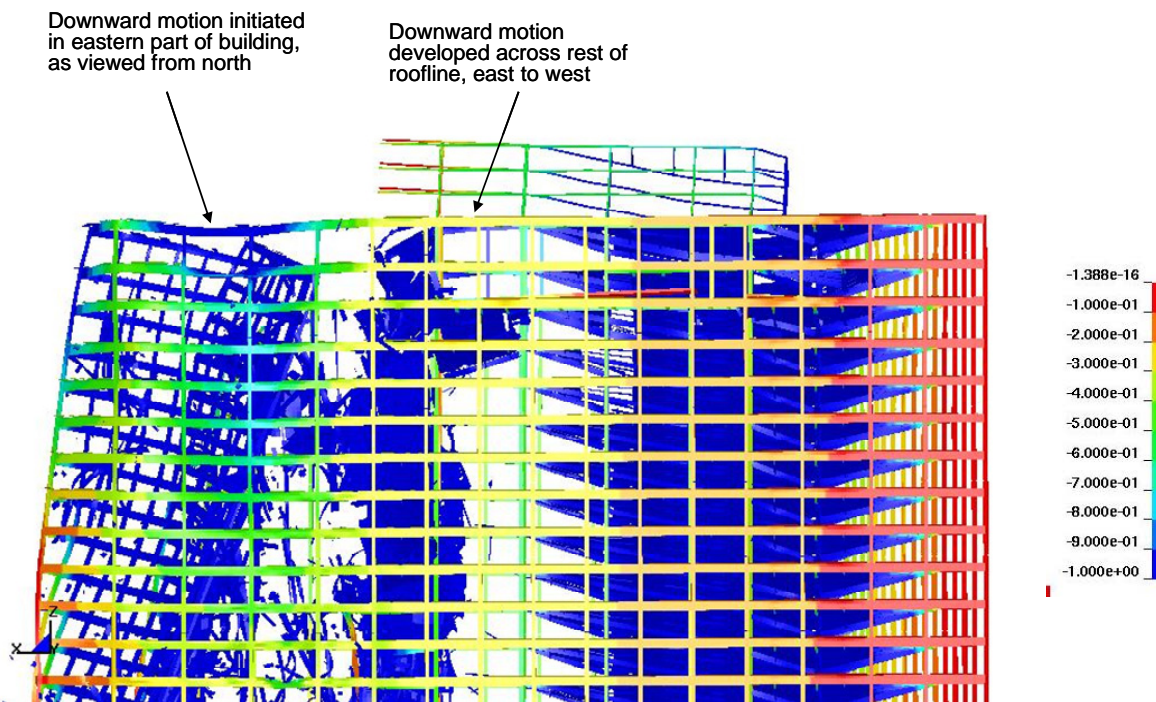 Downward motion initiated
in eastern part of building,
as viewed from north
Downward motion
developed across rest of
roofline, east to west
-1.388e-16
-1.000e-01
-2.000e-01
-3.000e-01
-4.000e-01
-5.000e-01
-6.000e-01
-7.000e-01
-8.000e-01
-9.000e-01
-1.000e+00
Z
X
Y